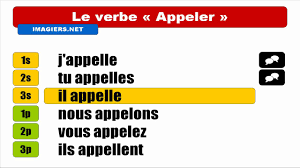 Le verbe « Appeler »
IMAGIERS.NET
1s j'appelle
2s tu appelles
3s il appelle
1p nous appelons
2p vous appelez
3p ils appellent